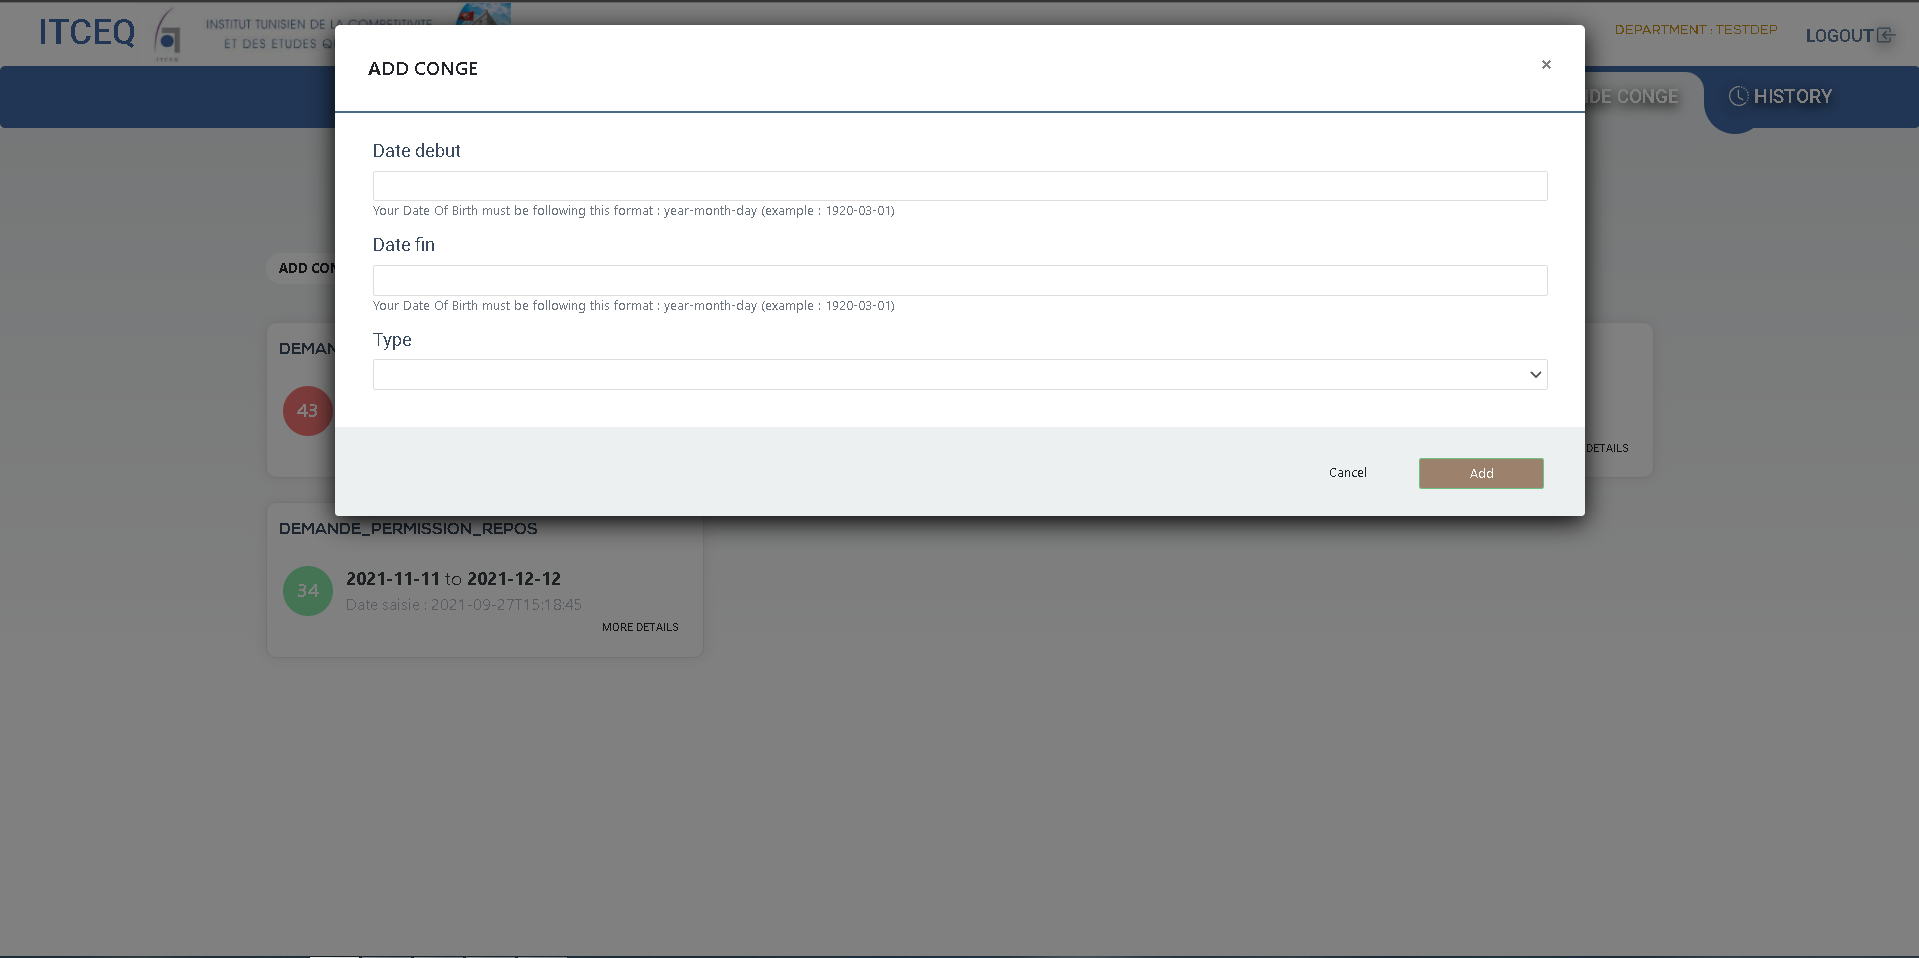 ITCEQ
INSTITUT TUNISIEN DE LA COMPETITIVITE
ET DES ETUDES Q
ITCEQ
DEPARTMENT : TESTDEP
LOGOUT
CONGE
HISTORY
ADD CONGE
×
Date debut
Your Date Of Birth must be following this format : year-month-day (example : 1920-03-01)
Date fin
Your Date Of Birth must be following this format : year-month-day (example : 1920-03-01)
Type
Cancel
Add
ADD CON
DEMAN
43
DETAILS
DEMANDE_PERMISSION_REPOS
34
2021-11-11 to 2021-12-12
Date saisie : 2021-09-27T15:18:45
MORE DETAILS